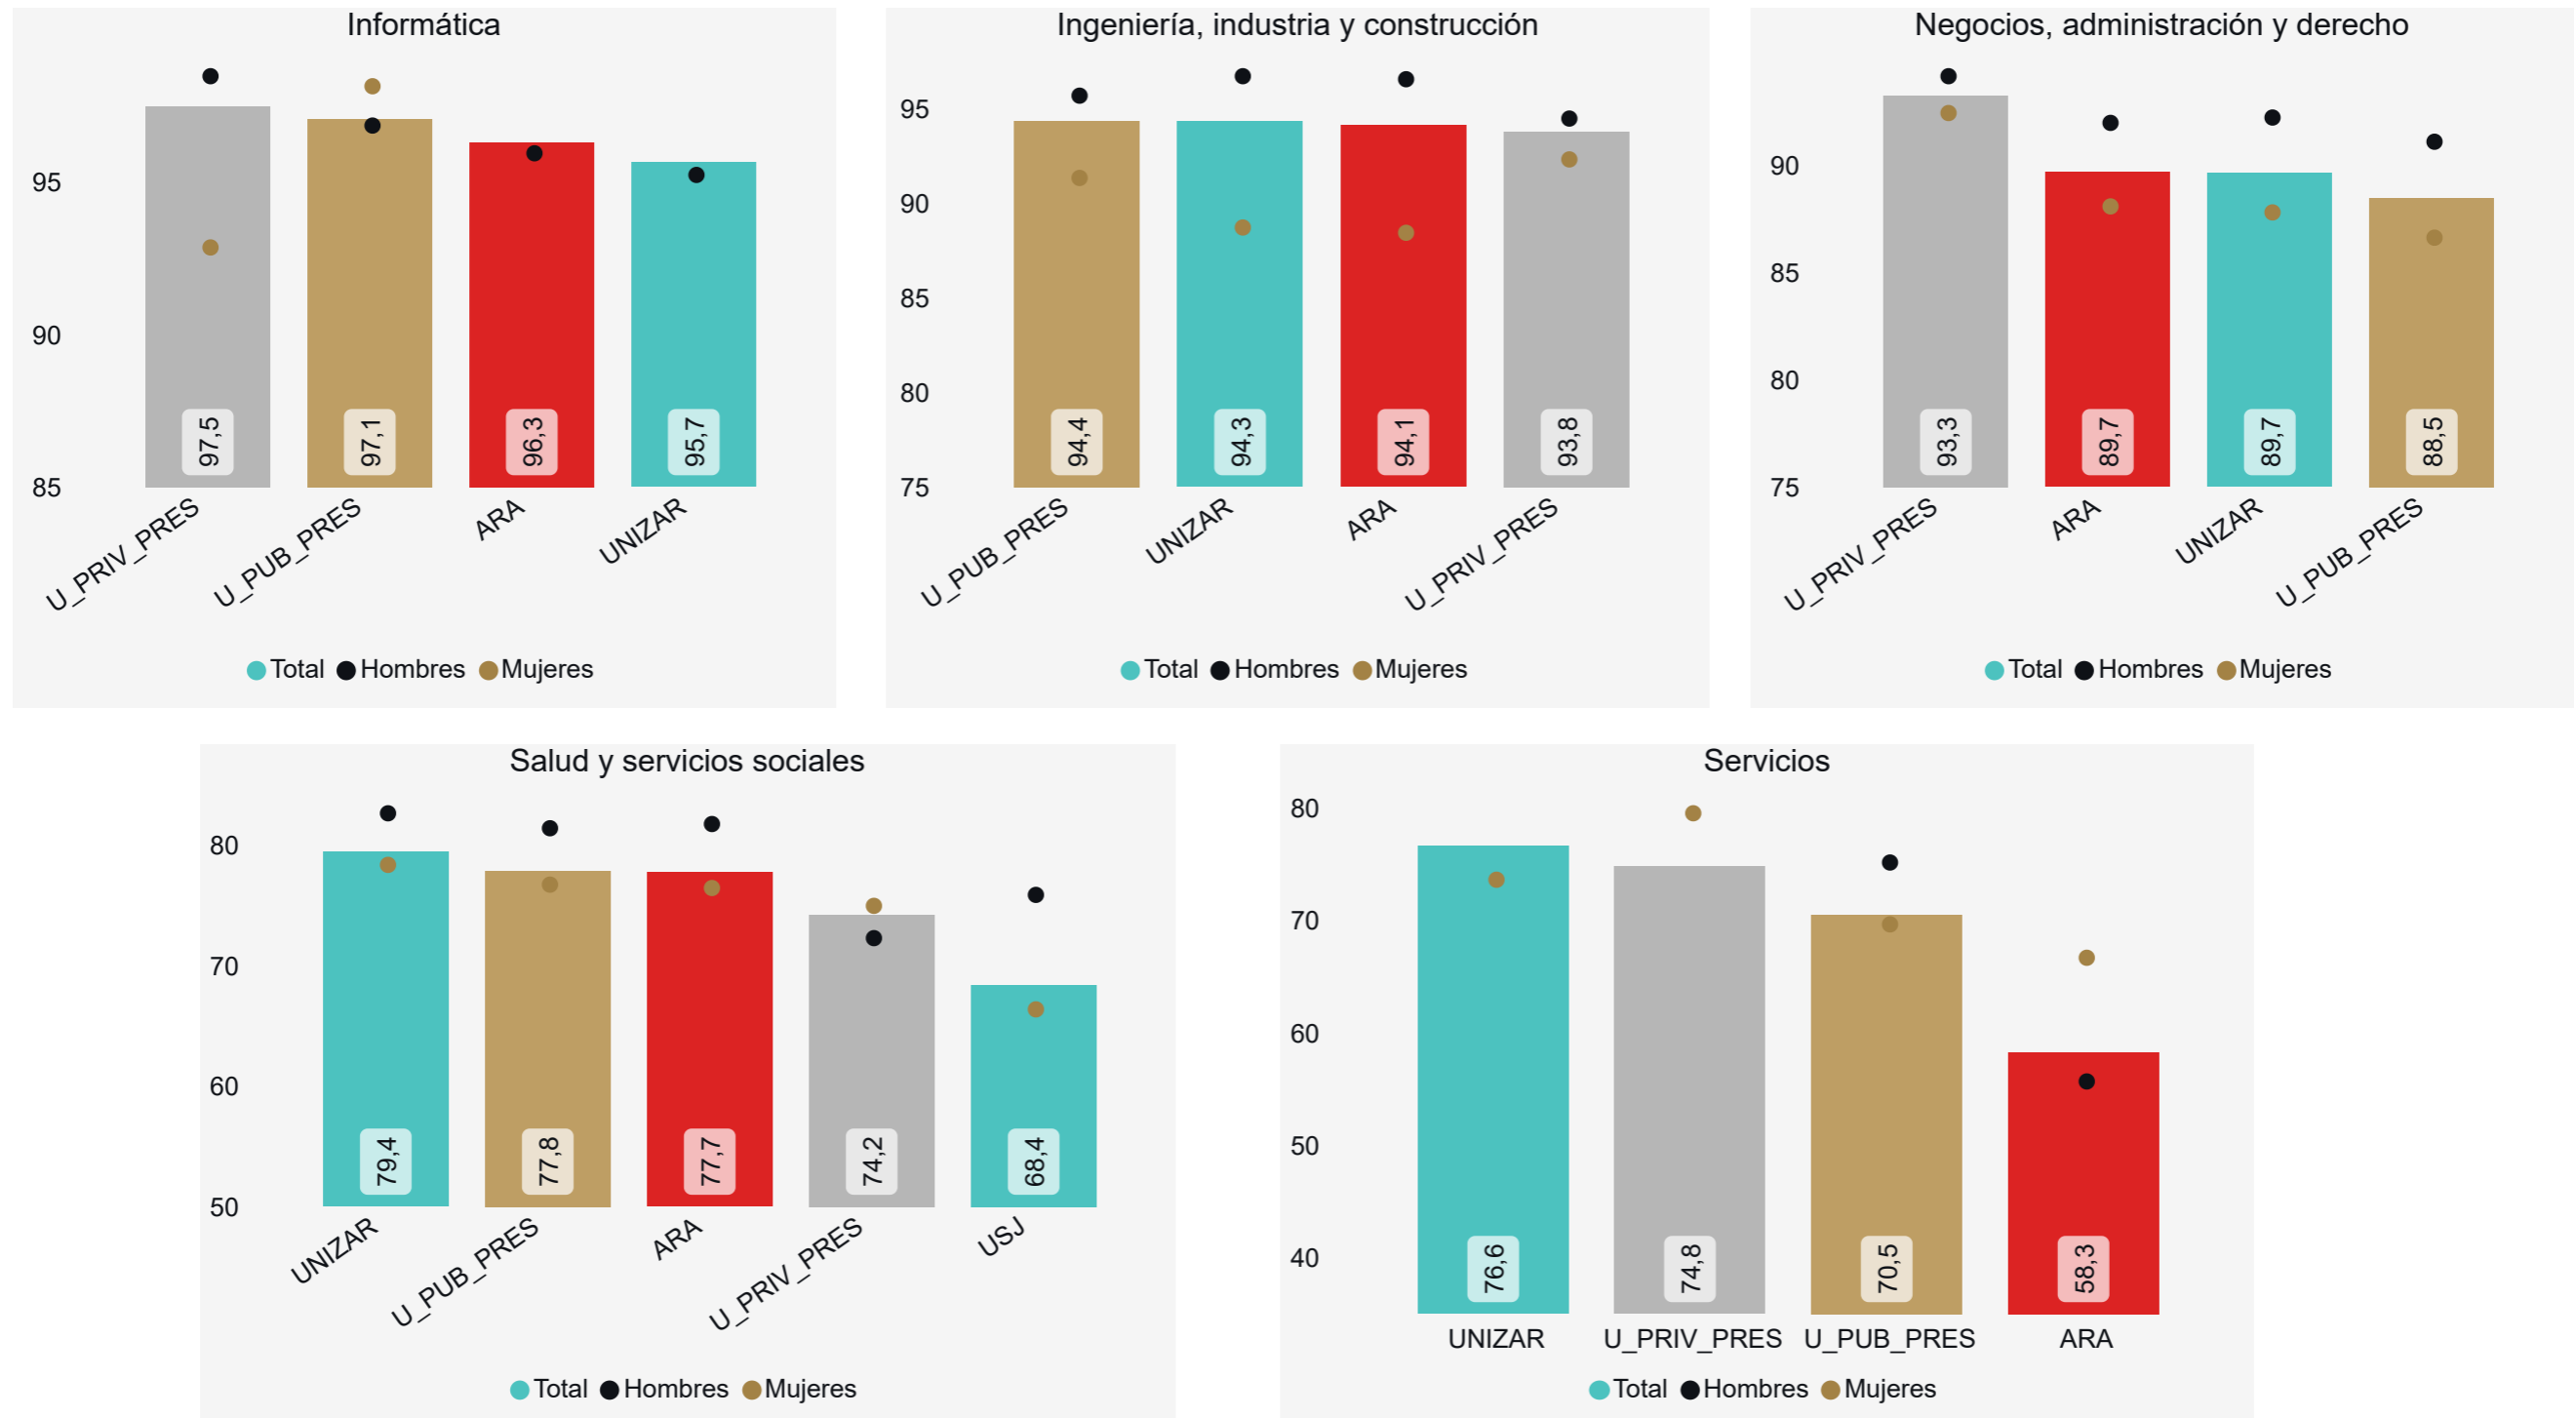 Informática
95
90
85
97,5
97,1
96,3
95,7
U_PRIV_PRES
U_PUB_PRES
ARA
UNIZAR
Total Hombres Mujeres
Ingeniería, industria y construcción
95
90
85
80
75
94,4
94,3
94,1
93,8
U_PUB_PRES
UNIZAR
ARA
U_PRIV_PRES
Total Hombres Mujeres
Negocios, administración y derecho
90
85
80
75
93,3
89,7
89,7
88,5
U_PRIV_PRES
ARA
UNIZAR
U_PUB_PRES
Total Hombres Mujeres
Salud y servicios sociales
80
70
60
50
79,4
77,8
77,7
74,2
68,4
UNIZAR
U_PUB_PRES
ARA
U_PRIV_PRES
USJ
Total Hombres Mujeres
Servicios
80
70
60
50
40
76,6
74,8
70,5
58,3
UNIZAR
U_PRIV_PRES
U_PUB_PRES
ARA
Total Hombres Mujeres